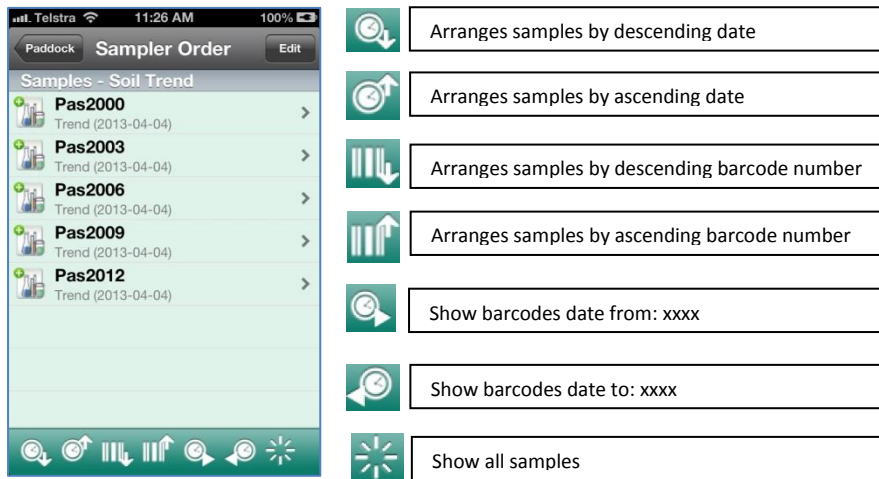 Telstra 11:26 AM 100%
Paddock Sampler Order Edit
Samples - Soil Trend
Pas2000
Trend (2013-04-04)
Pas2003
Trend (2013-04-04)
Pas2006
Trend (2013-04-04)
Pas2009
Trend (2013-04-04)
Pas2012
Trend (2013-04-04)
Arranges samples by descending date
Arranges samples by ascending date
Arranges samples by descending barcode number
Arranges samples by ascending barcode number
Show barcodes date from: xxxx
Show barcodes date to: xxxx
Show all samples